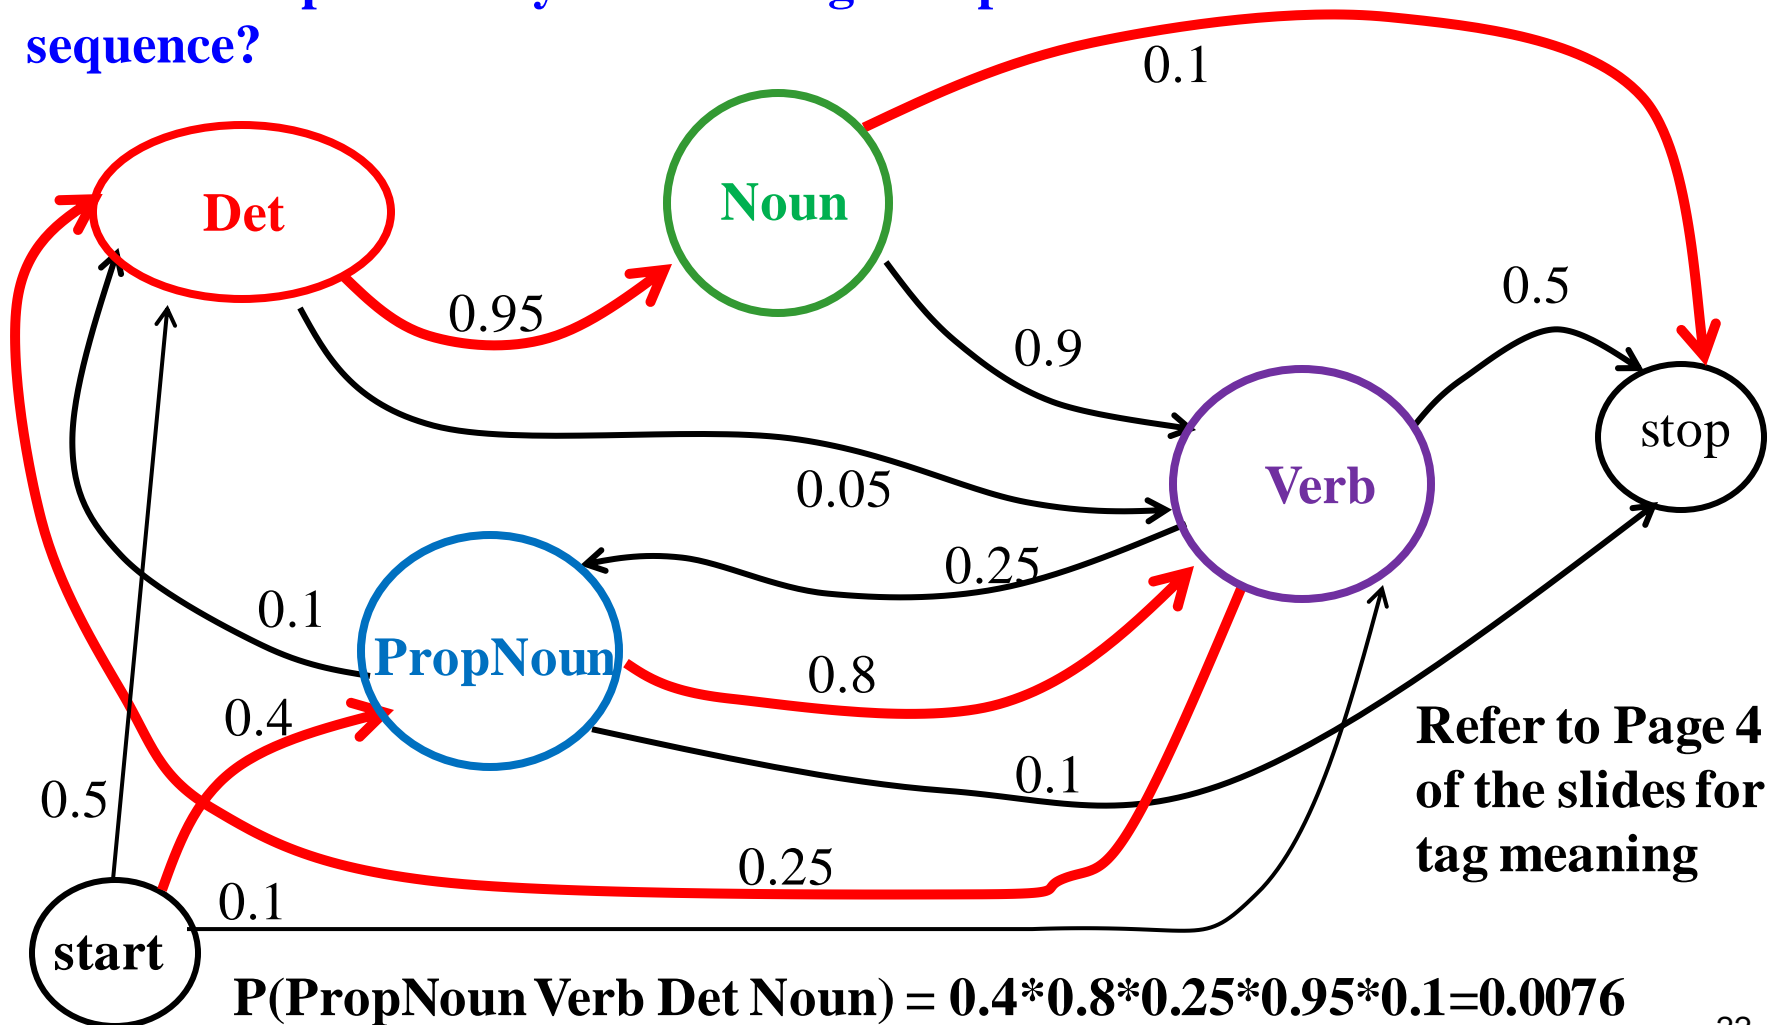 sequence?
0.1
Det
Noun
0.95
0.9
0.5
stop
0.05
Verb
0.25
0.1
PropNoun
0.8
0.4
0.1
0.5
0.25
0.1
Refer to Page 4
of the slides for
tag meaning
start
P(PropNoun Verb Det Noun) = 0.4*0.8*0.25*0.95*0.1=0.0076